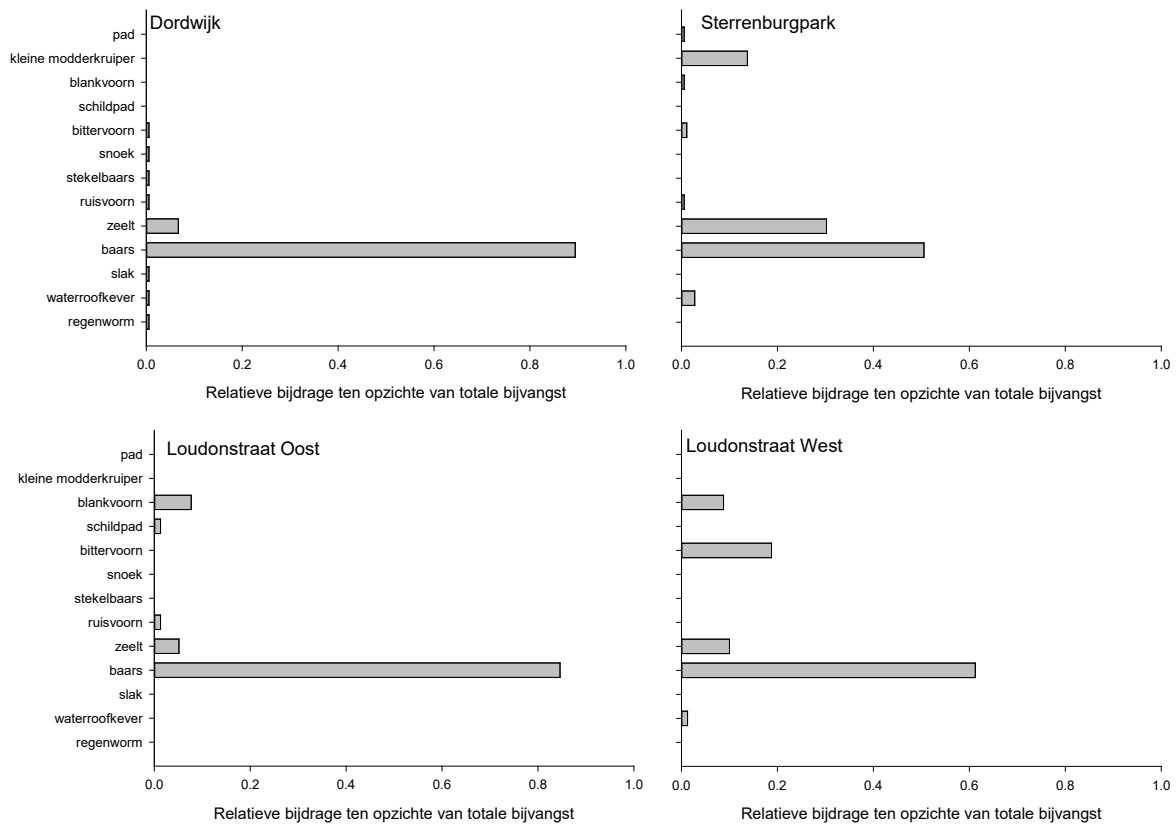 Dordwijk
pad
kleine modderkruiper
blankvoorn
schildpad
bittervoorn
snoek
stekelbaars
ruisvoorn
zeelt
baars
slak
waterroofkever
regenworm
0.0 0.2 0.4 0.6 0.8 1.0
Relatieve bijdrage ten opzichte van totale bijvangst
Sterrenburgpark
0.0 0.2 0.4 0.6 0.8 1.0
Relatieve bijdrage ten opzichte van totale bijvangst
Loudonstraat Oost
pad
kleine modderkruiper
blankvoorn
schildpad
bittervoorn
snoek
stekelbaars
ruisvoorn
zeelt
baars
slak
waterroofkever
regenworm
0.0 0.2 0.4 0.6 0.8 1.0
Relatieve bijdrage ten opzichte van totale bijvangst
Loudonstraat West
0.0 0.2 0.4 0.6 0.8 1.0
Relatieve bijdrage ten opzichte van totale bijvangst